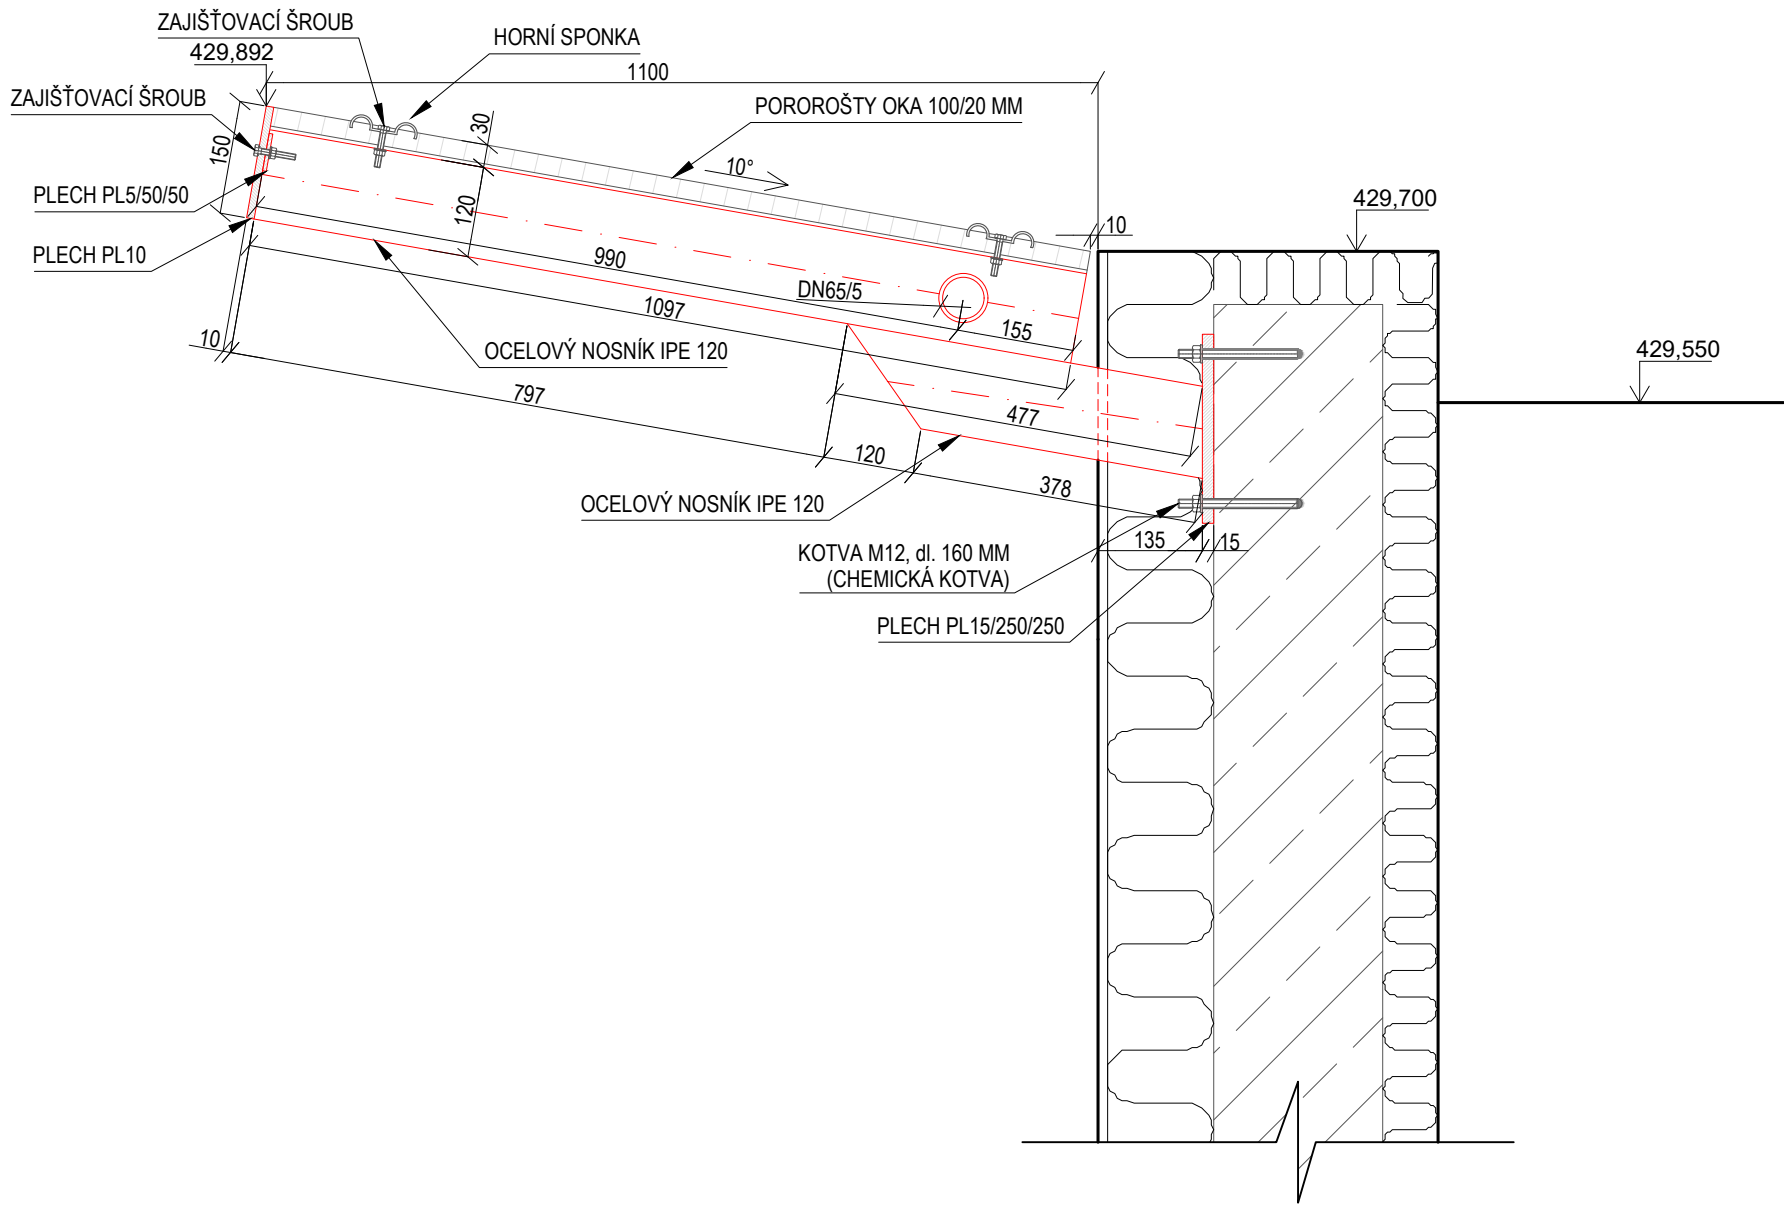 ZAJIŠŤOVACÍ ŠROUB
429,892
HORNÍ SPONKA
1100
ZAJIŠŤOVACÍ ŠROUB
POROROŠTY OKA 100/20 MM
30
150
10°
PLECH PL5/50/50
120
429,700
10
PLECH PL10
990
DN65/5
1097
155
10
OCELOVÝ NOSNÍK IPE 120
429,550
797
477
120
378
OCELOVÝ NOSNÍK IPE 120
135
15
KOTVA M12, dl. 160 MM
(CHEMICKÁ KOTVA)
PLECH PL15/250/250